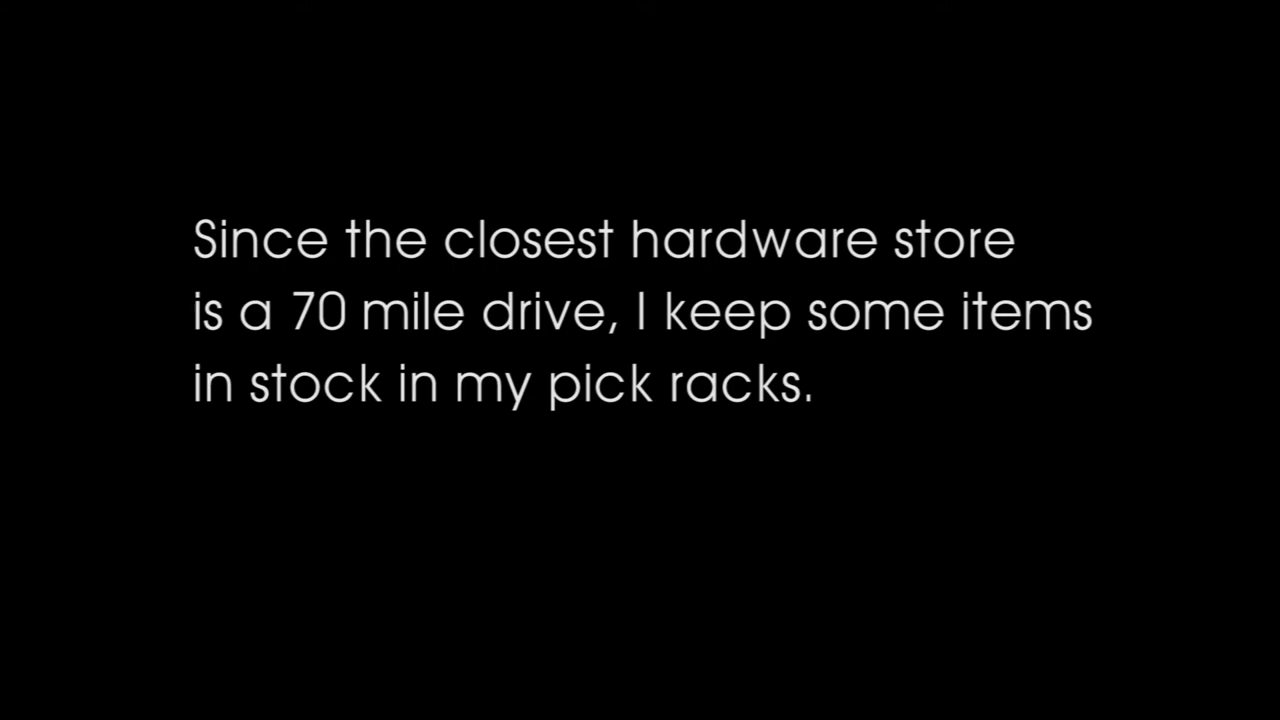 Since the closest hardware store
is a 70 mile drive, I keep some items
in stock in my pick racks.